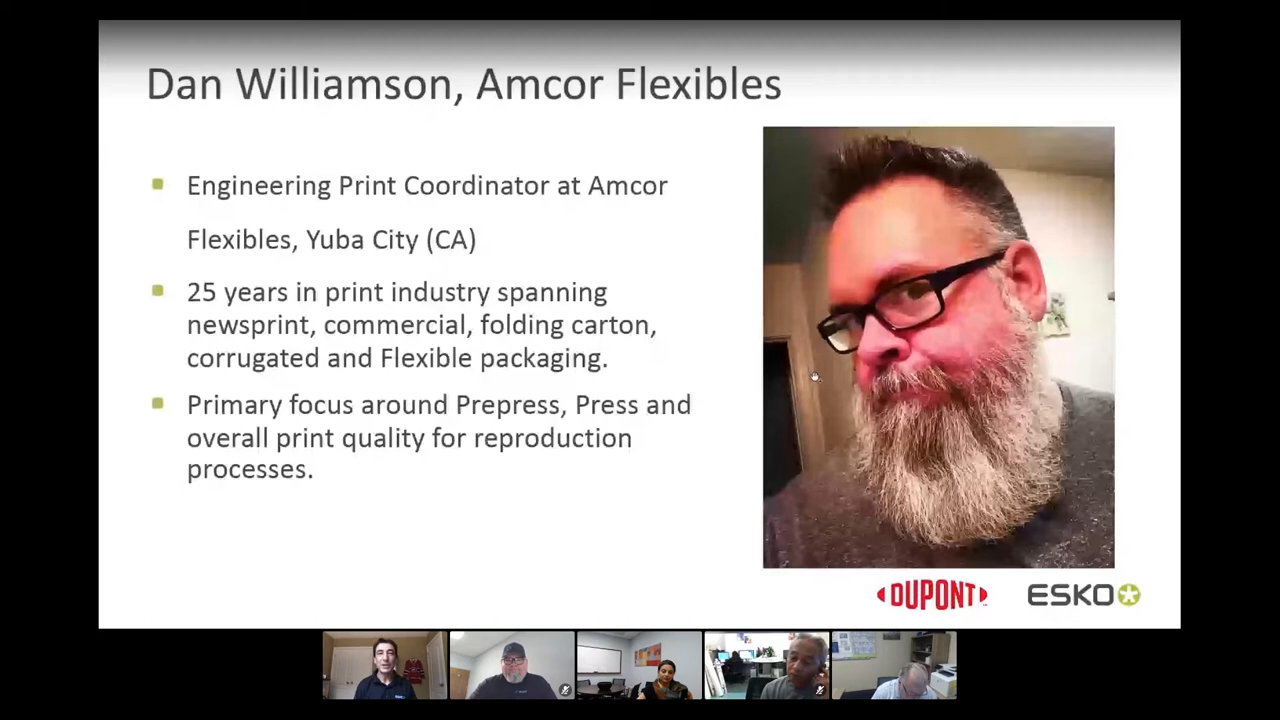 Dan Williamson, Amcor Flexibles
Engineering Print Coordinator at Amcor
Flexibles, Yuba City (CA)
25 years in print industry spanning
newsprint, commercial, folding carton,
corrugated and Flexible packaging.
Primary focus around Prepress, Press and
overall print quality for reproduction
processes.
DUPONT
ESKO